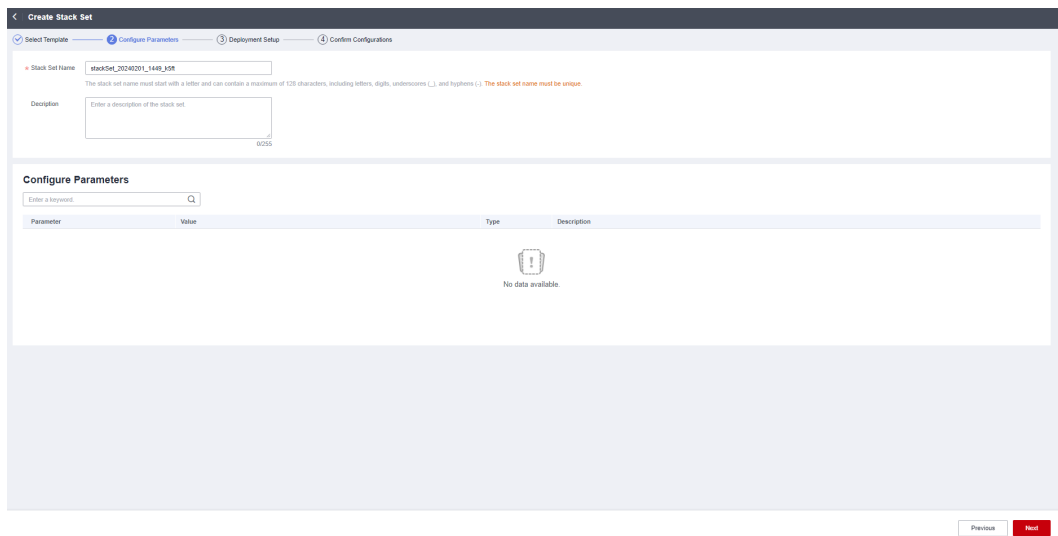 Create Stack Set
Select Template 2 Configure Parameters 3 Deployment Setup 4 Confirm Configurations
Stack Set Name stackSet_20240201_1449_k5ft
The stack set name must start with a letter and can contain a maximum of 128 characters, including letters, digits, underscores (_), and hyphens (-). The stack set name must be unique.
Decription Enter a description of the stack set.
0/255
Configure Parameters
Enter a keyword.
Parameter Value Type Description
No data available.
Previous Next